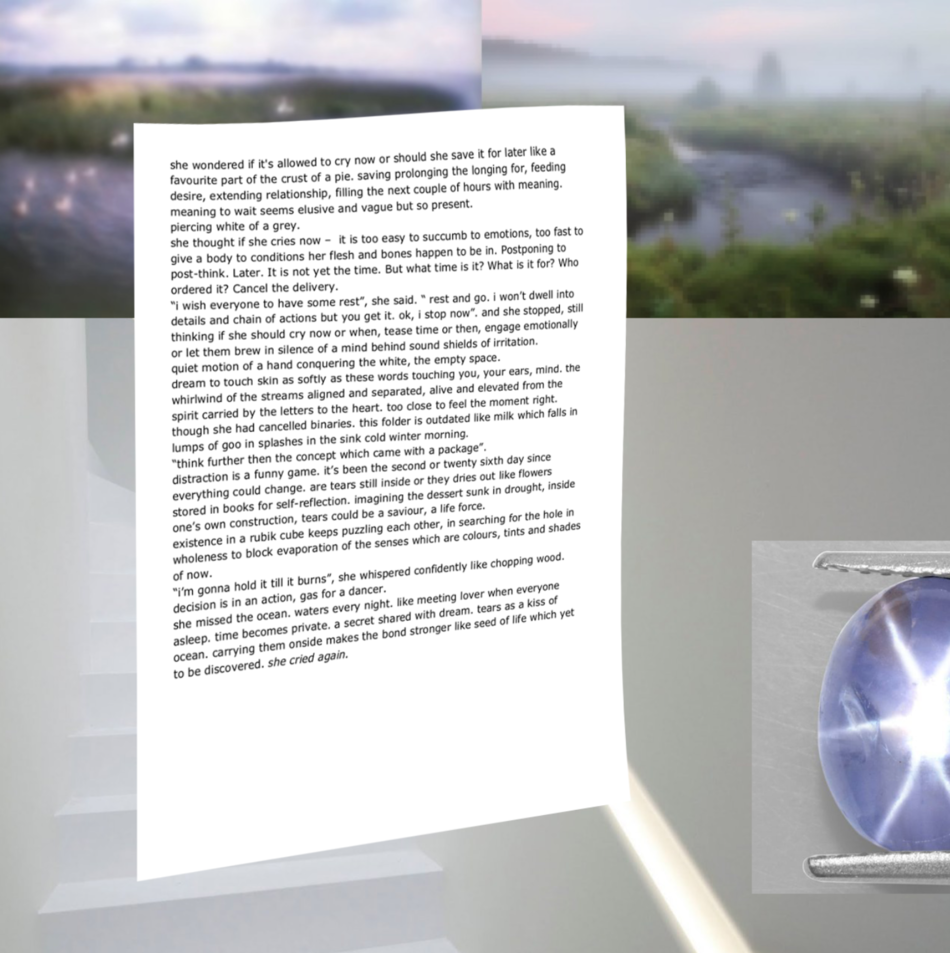 she wondered if it's allowed to cry now or should she save it for later like a
favourite part of the crust of a pie. saving prolonging the longing for, feeding
desire, extending relationship, filling the next couple of hours with meaning.
meaning to wait seems elusive and vague but so present.
piercing white of a grey.
she thought if she cries now – it is too easy to succumb to emotions, too fast to
give a body to conditions her flesh and bones happen to be in. Postponing to
post-think. Later. It is not yet the time. But what time is it? What is it for? Who
ordered it? Cancel the delivery.
"i wish everyone to have some rest", she said. " rest and go. i won't dwell into
details and chain of actions but you get it. ok, i stop now". and she stopped, still
thinking if she should cry now or when, tease time or then, engage emotionally
or let them brew in silence of a mind behind sound shields of irritation.
quiet motion of a hand conquering the white, the empty space.
dream to touch skin as softly as these words touching you, your ears, mind. the
whirlwind of the streams aligned and separated, alive and elevated from the
spirit carried by the letters to the heart. too close to feel the moment right.
though she had cancelled binaries. this folder is outdated like milk which falls in
lumps of goo in splashes in the sink cold winter morning.
"think further then the concept which came with a package".
distraction is a funny game. it's been the second or twenty sixth day since
everything could change. are tears still inside or they dries out like flowers
stored in books for self-reflection. imagining the dessert sunk in drought, inside
one's own construction, tears could be a saviour, a life force.
existence in a rubik cube keeps puzzling each other, in searching for the hole in
wholeness to block evaporation of the senses which are colours, tints and shades
of now.
"i'm gonna hold it till it burns", she whispered confidently like chopping wood.
decision is in an action, gas for a dancer.
she missed the ocean. waters every night. like meeting lover when everyone
asleep. time becomes private. a secret shared with dream. tears as a kiss of
ocean. carrying them onside makes the bond stronger like seed of life which yet
to be discovered. she cried again.